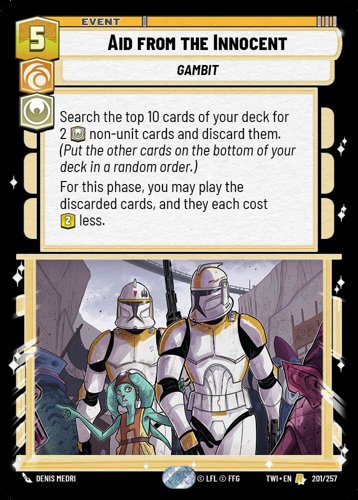 EVENT
5
AID FROM THE INNOCENT
GAMBIT
Search the top 10 cards of your deck for
2 non-unit cards and discard them.
(Put the other cards on the bottom of your
deck in a random order.)
For this phase, you may play the
discarded cards, and they each cost
2 less.
DENIS MEDRI
© LFL © FFG
TWI • EN R 201/257